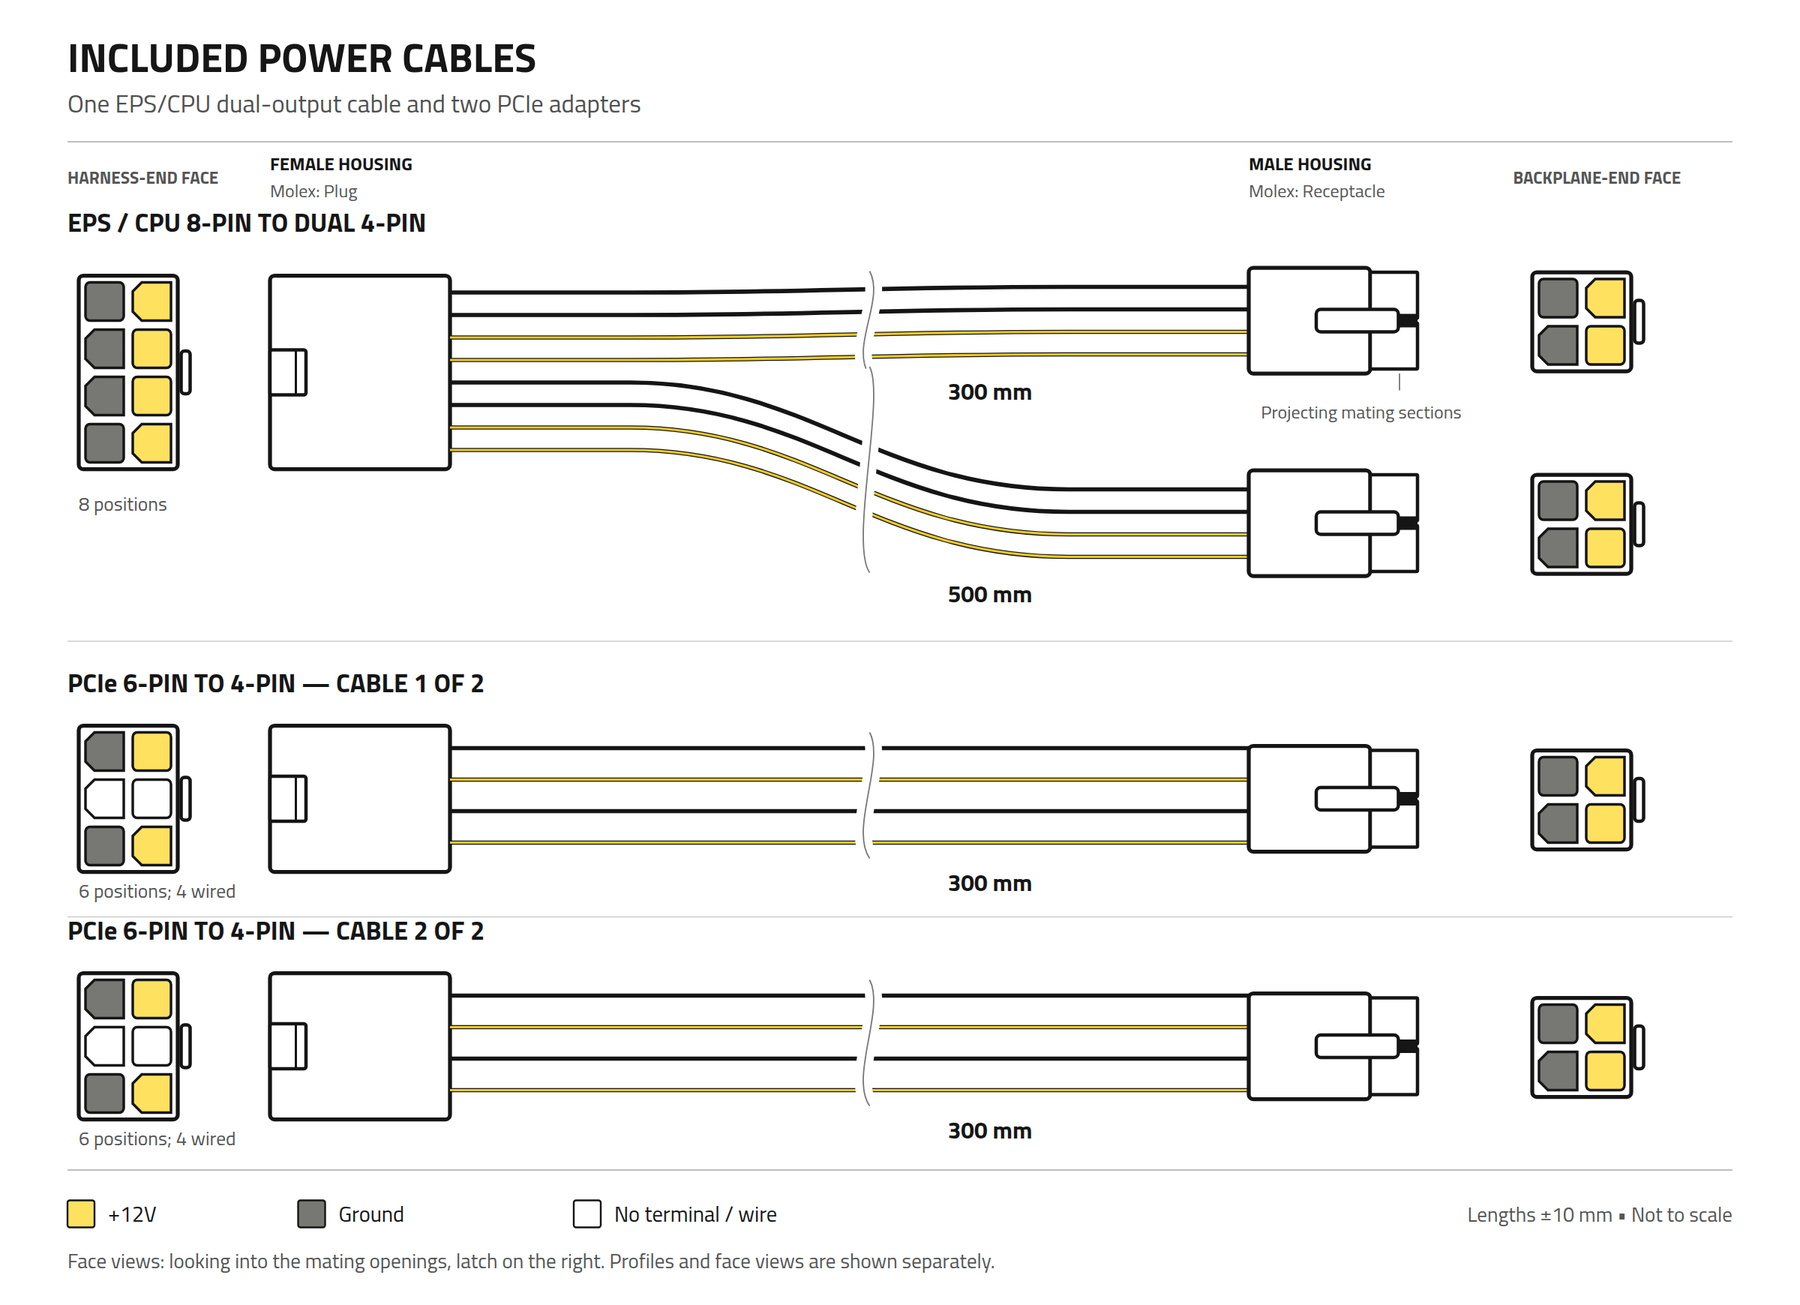 INCLUDED POWER CABLES
One EPS/CPU dual-output cable and two PCIe adapters
HARNESS-END FACE
FEMALE HOUSING
Molex: Plug
MALE HOUSING
Molex: Receptacle
BACKPLANE-END FACE
EPS / CPU 8-PIN TO DUAL 4-PIN
300 mm
Projecting mating sections
8 positions
500 mm
PCIe 6-PIN TO 4-PIN — CABLE 1 OF 2
6 positions; 4 wired
300 mm
PCIe 6-PIN TO 4-PIN — CABLE 2 OF 2
6 positions; 4 wired
300 mm
+12V
Ground
No terminal / wire
Lengths ±10 mm ▪ Not to scale
Face views: looking into the mating openings, latch on the right. Profiles and face views are shown separately.